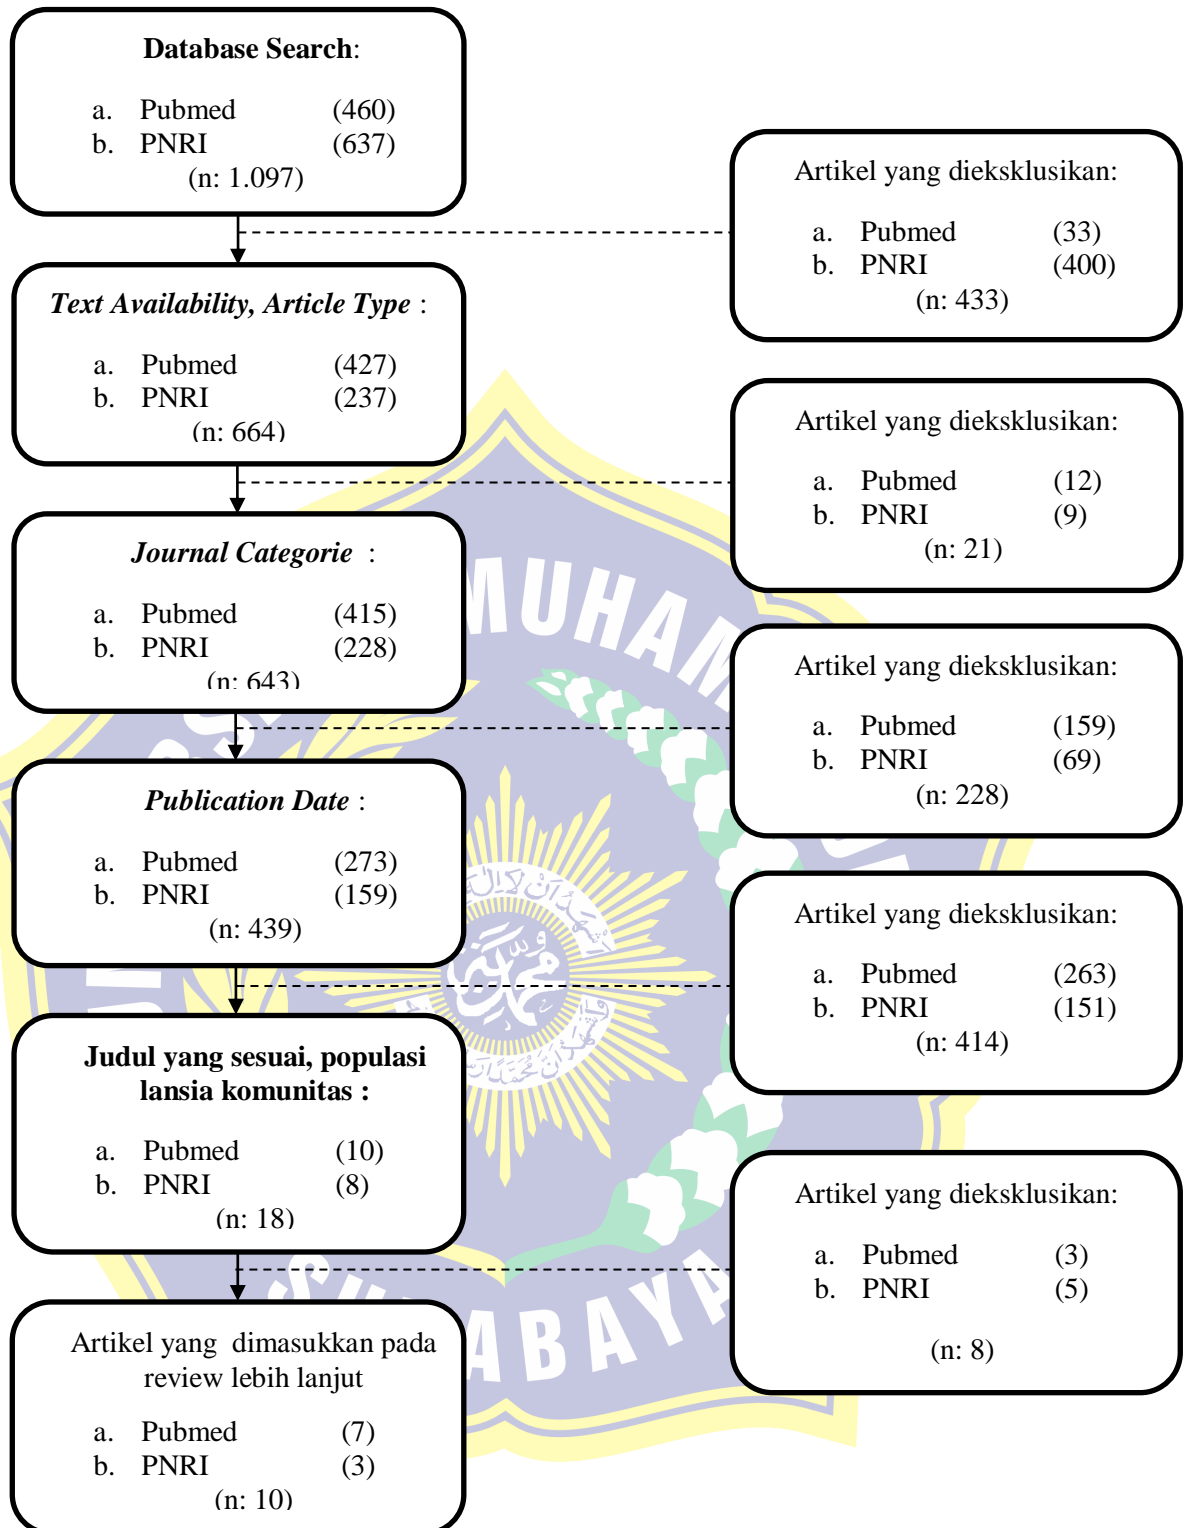 Database Search:
a. Pubmed (460)
b. PNRI (637)
(n: 1.097)
Artikel yang dieksklusikan:
a. Pubmed (33)
b. PNRI (400)
(n: 433)
Text Availability, Article Type :
a. Pubmed (427)
b. PNRI (237)
(n: 664)
Artikel yang dieksklusikan:
a. Pubmed (12)
b. PNRI (9)
(n: 21)
Journal Categorie :
a. Pubmed (415)
b. PNRI (228)
(n: 643)
Artikel yang dieksklusikan:
a. Pubmed (159)
b. PNRI (69)
(n: 228)
Publication Date :
a. Pubmed (273)
b. PNRI (159)
(n: 439)
Artikel yang dieksklusikan:
a. Pubmed (263)
b. PNRI (151)
(n: 414)
Judul yang sesuai, populasi
lansia komunitas :
a. Pubmed (10)
b. PNRI (8)
(n: 18)
Artikel yang dieksklusikan:
a. Pubmed (3)
b. PNRI (5)
(n: 8)
Artikel yang dimasukkan pada
review lebih lanjut
a. Pubmed (7)
b. PNRI (3)
(n: 10)
SURABAYA